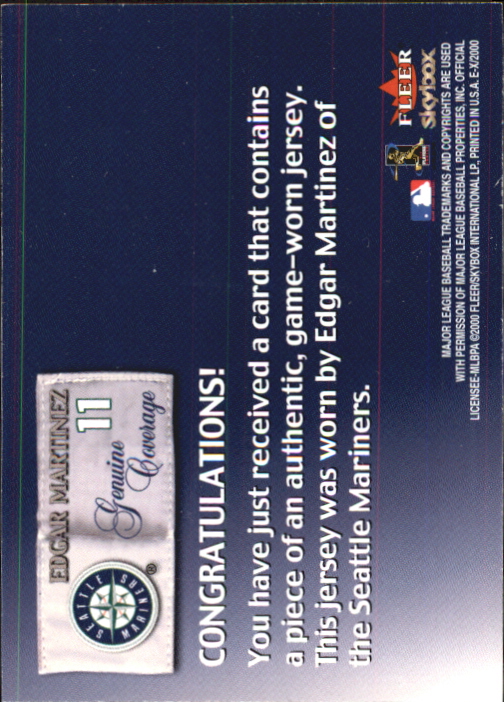 EDGAR MARTINEZ
11
Genuine
Coverage
SEATTLE
MARINERS
®
CONGRATULATIONS!
You have just received a card that contains
a piece of an authentic, game-worn jersey.
This jersey was worn by Edgar Martinez of
the Seattle Mariners.
FLEER
Skybox
MAJOR LEAGUE BASEBALL TRADEMARKS AND COPYRIGHTS ARE USED
WITH PERMISSION OF MAJOR LEAGUE BASEBALL PROPERTIES, INC. OFFICIAL
LICENSEE-MLBPA ©2000 FLEER/SKYBOX INTERNATIONAL LP., PRINTED IN U.S.A. E-X/2000